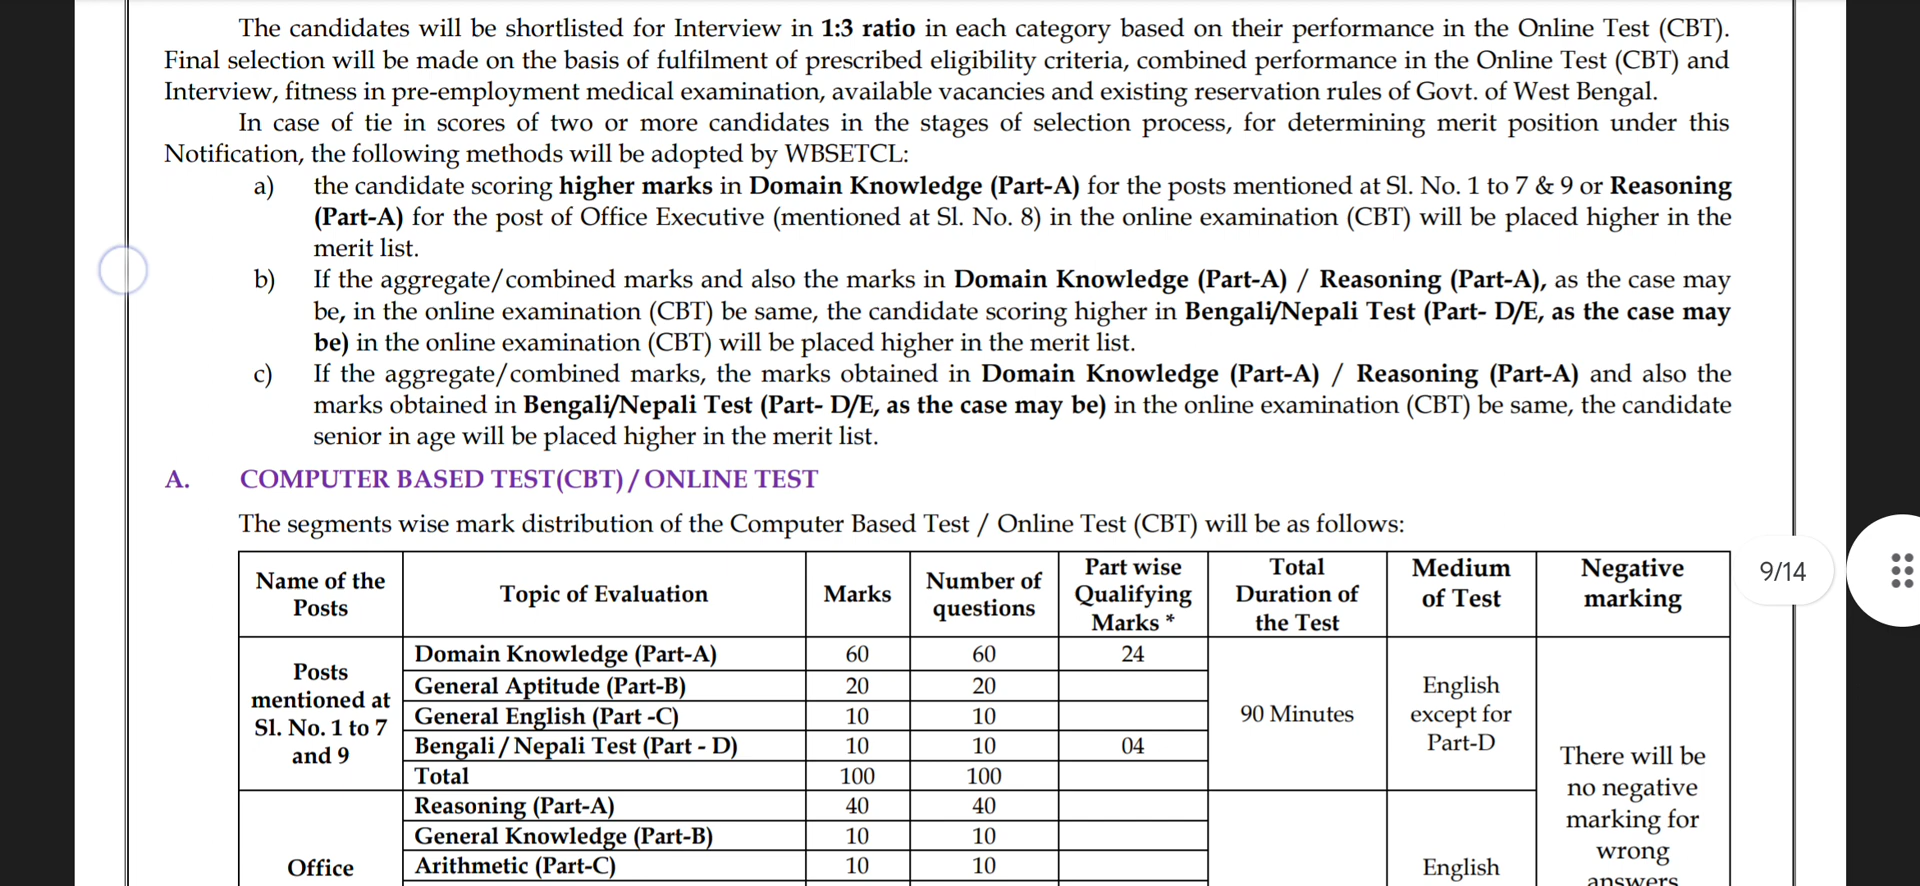 The candidates will be shortlisted for Interview in 1:3 ratio in each category based on their performance in the Online Test (CBT).
Final selection will be made on the basis of fulfilment of prescribed eligibility criteria, combined performance in the Online Test (CBT) and
Interview, fitness in pre-employment medical examination, available vacancies and existing reservation rules of Govt. of West Bengal.
In case of tie in scores of two or more candidates in the stages of selection process, for determining merit position under this
Notification, the following methods will be adopted by WBSETCL:
a) the candidate scoring higher marks in Domain Knowledge (Part-A) for the posts mentioned at Sl. No. 1 to 7 & 9 or Reasoning
(Part-A) for the post of Office Executive (mentioned at Sl. No. 8) in the online examination (CBT) will be placed higher in the
merit list.
b) If the aggregate/combined marks and also the marks in Domain Knowledge (Part-A) / Reasoning (Part-A), as the case may
be, in the online examination (CBT) be same, the candidate scoring higher in Bengali/Nepali Test (Part- D/E, as the case may
be) in the online examination (CBT) will be placed higher in the merit list.
c) If the aggregate/combined marks, the marks obtained in Domain Knowledge (Part-A) / Reasoning (Part-A) and also the
marks obtained in Bengali/Nepali Test (Part- D/E, as the case may be) in the online examination (CBT) be same, the candidate
senior in age will be placed higher in the merit list.
A. COMPUTER BASED TEST(CBT) / ONLINE TEST
The segments wise mark distribution of the Computer Based Test / Online Test (CBT) will be as follows:
Name of the Posts | Topic of Evaluation | Marks | Number of questions | Part wise Qualifying Marks * | Total Duration of the Test | Medium of Test | Negative marking
9/14
Posts mentioned at Sl. No. 1 to 7 and 9
Domain Knowledge (Part-A) 60 60 24
General Aptitude (Part-B) 20 20
General English (Part -C) 10 10
Bengali / Nepali Test (Part - D) 10 10 04
Total 100 100
90 Minutes
English except for Part-D
Reasoning (Part-A) 40 40
General Knowledge (Part-B) 10 10
Arithmetic (Part-C) 10 10
Office
English
There will be
no negative
marking for
wrong
answers